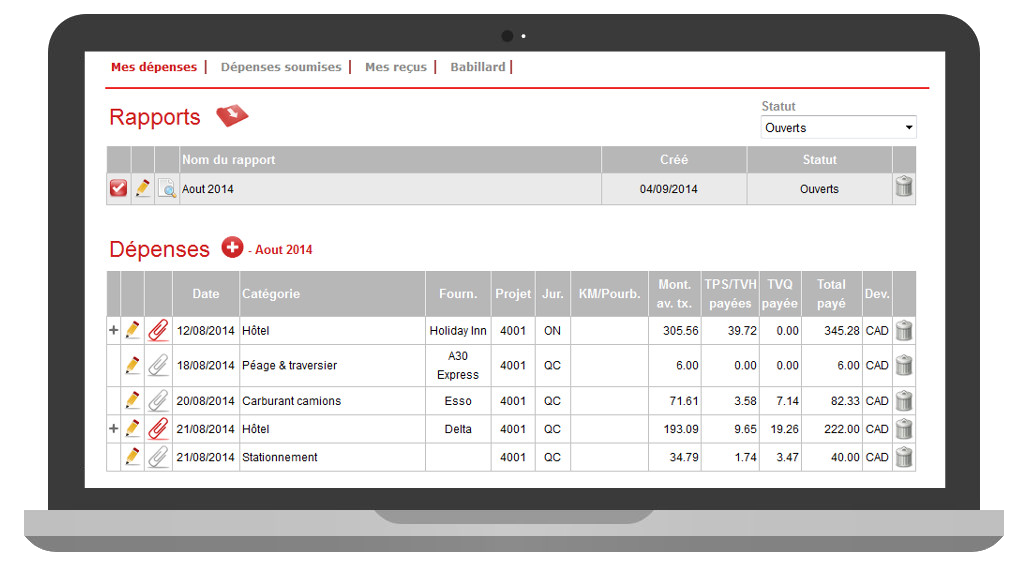 Mes dépenses | Dépenses soumises | Mes reçus | Babillard |
Rapports
Statut
Ouverts
Nom du rapport Créé Statut
Aout 2014 04/09/2014 Ouverts
Dépenses - Aout 2014
Date Catégorie Fourn. Projet Jur. KM/Pourb. Mont. av. tx. TPS/TVH payées TVQ payée Total payé Dev.
+ 12/08/2014 Hôtel Holiday Inn 4001 ON 305.56 39.72 0.00 345.28 CAD
18/08/2014 Péage & traversier A30 Express 4001 QC 6.00 0.00 0.00 6.00 CAD
20/08/2014 Carburant camions Esso 4001 QC 71.61 3.58 7.14 82.33 CAD
+ 21/08/2014 Hôtel Delta 4001 QC 193.09 9.65 19.26 222.00 CAD
21/08/2014 Stationnement 4001 QC 34.79 1.74 3.47 40.00 CAD